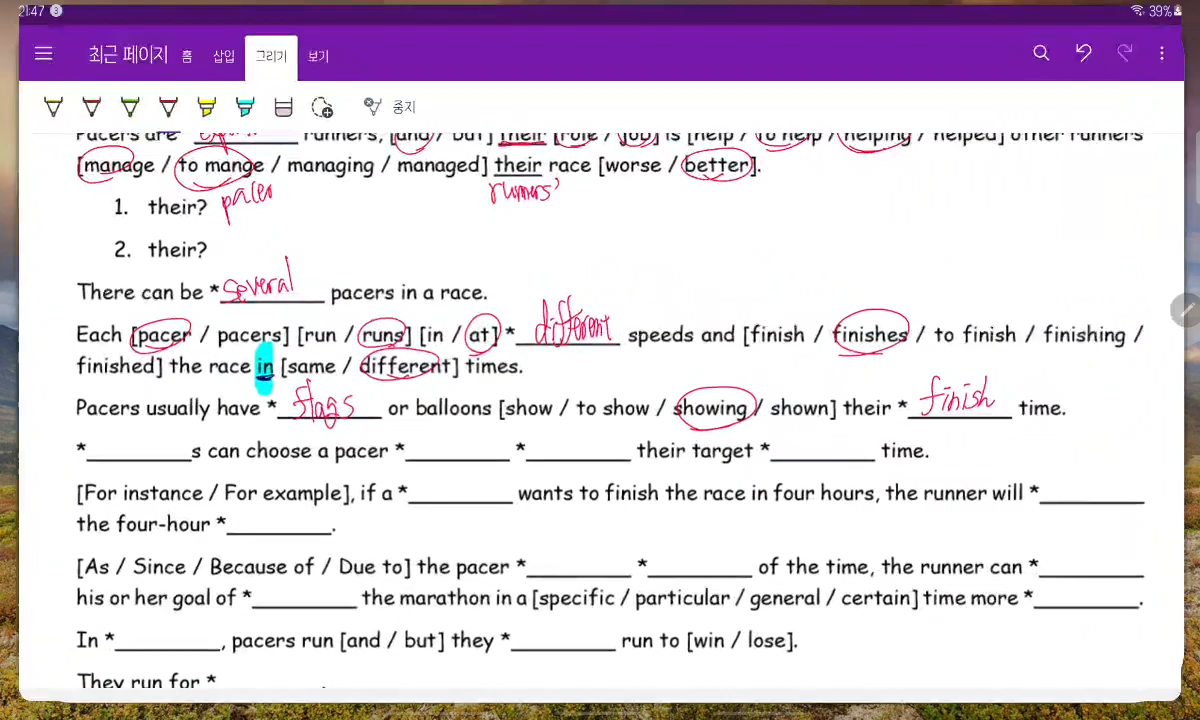 21:47 3 39%
최근 페이지 홈 삽입 그리기 보기
중지
Pacers are ________ runners, [and / but] their [role / job] is [help / to help / helping / helped] other runners
[manage / to mange / managing / managed] their race [worse / better].
runners'
1. their? pacer
2. their?
There can be *several pacers in a race.
Each [pacer / pacers] [run / runs] [in / at] *different speeds and [finish / finishes / to finish / finishing /
finished] the race in [same / different] times.
Pacers usually have *flags or balloons [show / to show / showing / shown] their *finish time.
*_________s can choose a pacer *_________ *_________ their target *_________ time.
[For instance / For example], if a *_________ wants to finish the race in four hours, the runner will *_________
the four-hour *_________.
[As / Since / Because of / Due to] the pacer *_________ *_________ of the time, the runner can *_________
his or her goal of *_________ the marathon in a [specific / particular / general / certain] time more *_________.
In *_________, pacers run [and / but] they *_________ run to [win / lose].
They run for *_________.